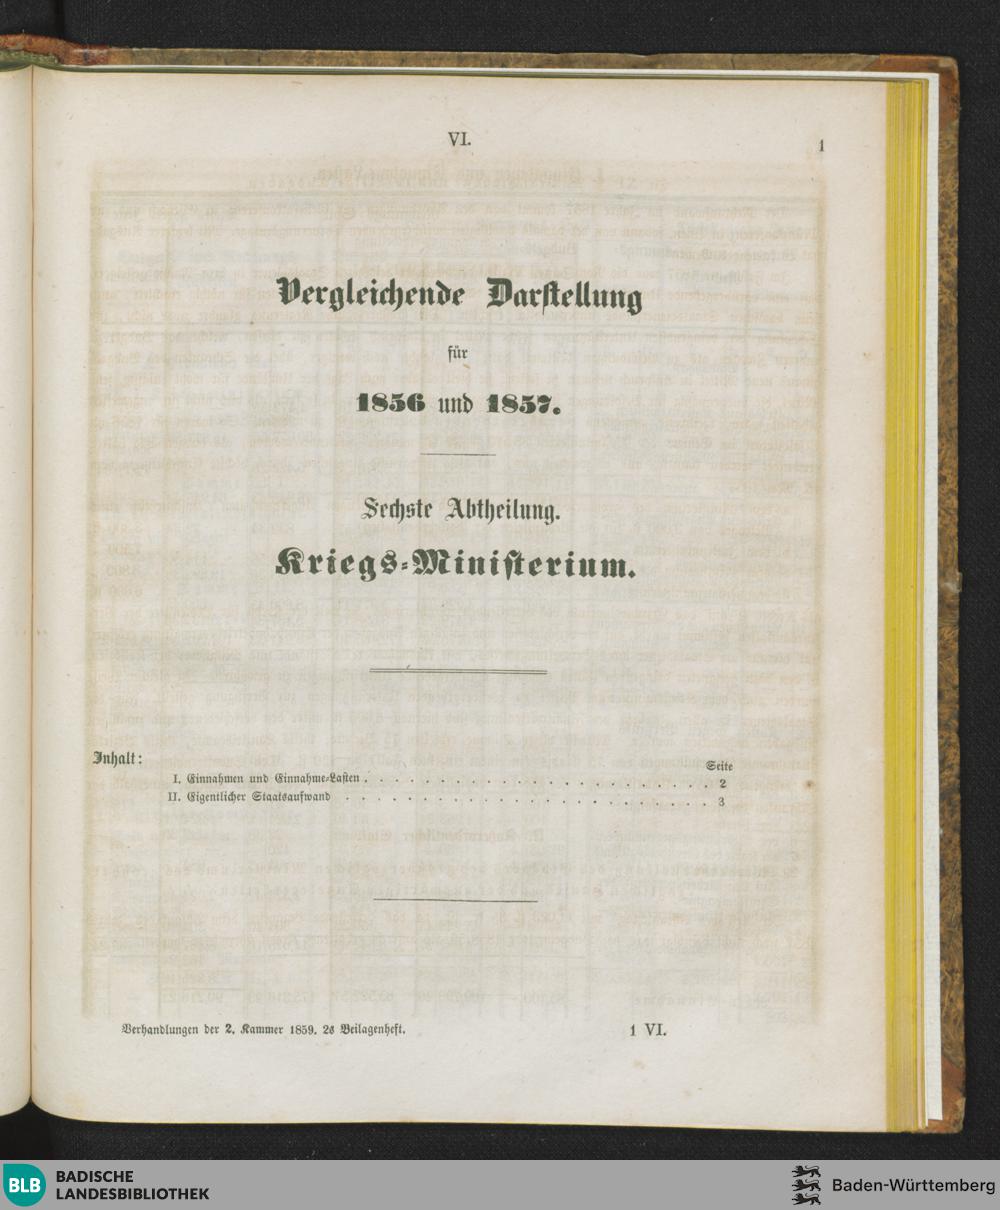 VI.
1
Vergleichende Darstellung
für
1856 und 1857.
Sechste Abtheilung.
Kriegs-Ministerium.
Inhalt:
Seite
I. Einnahmen und Einnahme-Lasten . . . . . . . . . . . . . . . . . . . . . . . 2
II. Eigentlicher Staatsaufwand . . . . . . . . . . . . . . . . . . . . . . . . . 3
Verhandlungen der 2. Kammer 1859. 2s Beilagenheft.
1 VI.
BLB BADISCHE LANDESBIBLIOTHEK
Baden-Württemberg